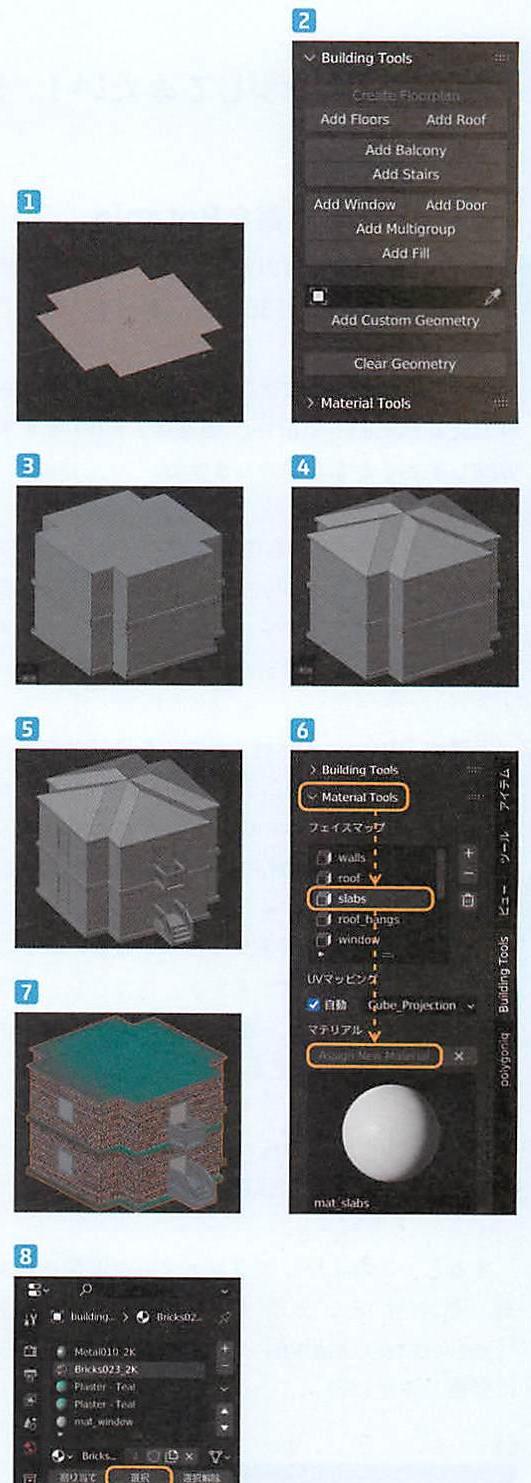 2
Building Tools
Create Floorplan
Add Floors Add Roof
Add Balcony
Add Stairs
Add Window Add Door
Add Multigroup
Add Fill
Add Custom Geometry
Clear Geometry
Material Tools
1
3
4
5
6
Building Tools
Material Tools
フェイスマップ
walls
roof
slabs
roof_hangs
window
UVマッピング
自動 Cube_Projection
マテリアル
Assign New Material
mat_slabs
アイテム
ツール
ビュー
Building Tools
polygoniq
7
8
building... > Bricks02...
Metal010_2K
Bricks023_2K
Plaster - Teal
Plaster - Teal
mat_window
Bricks...
割り当て 選択 選択解除